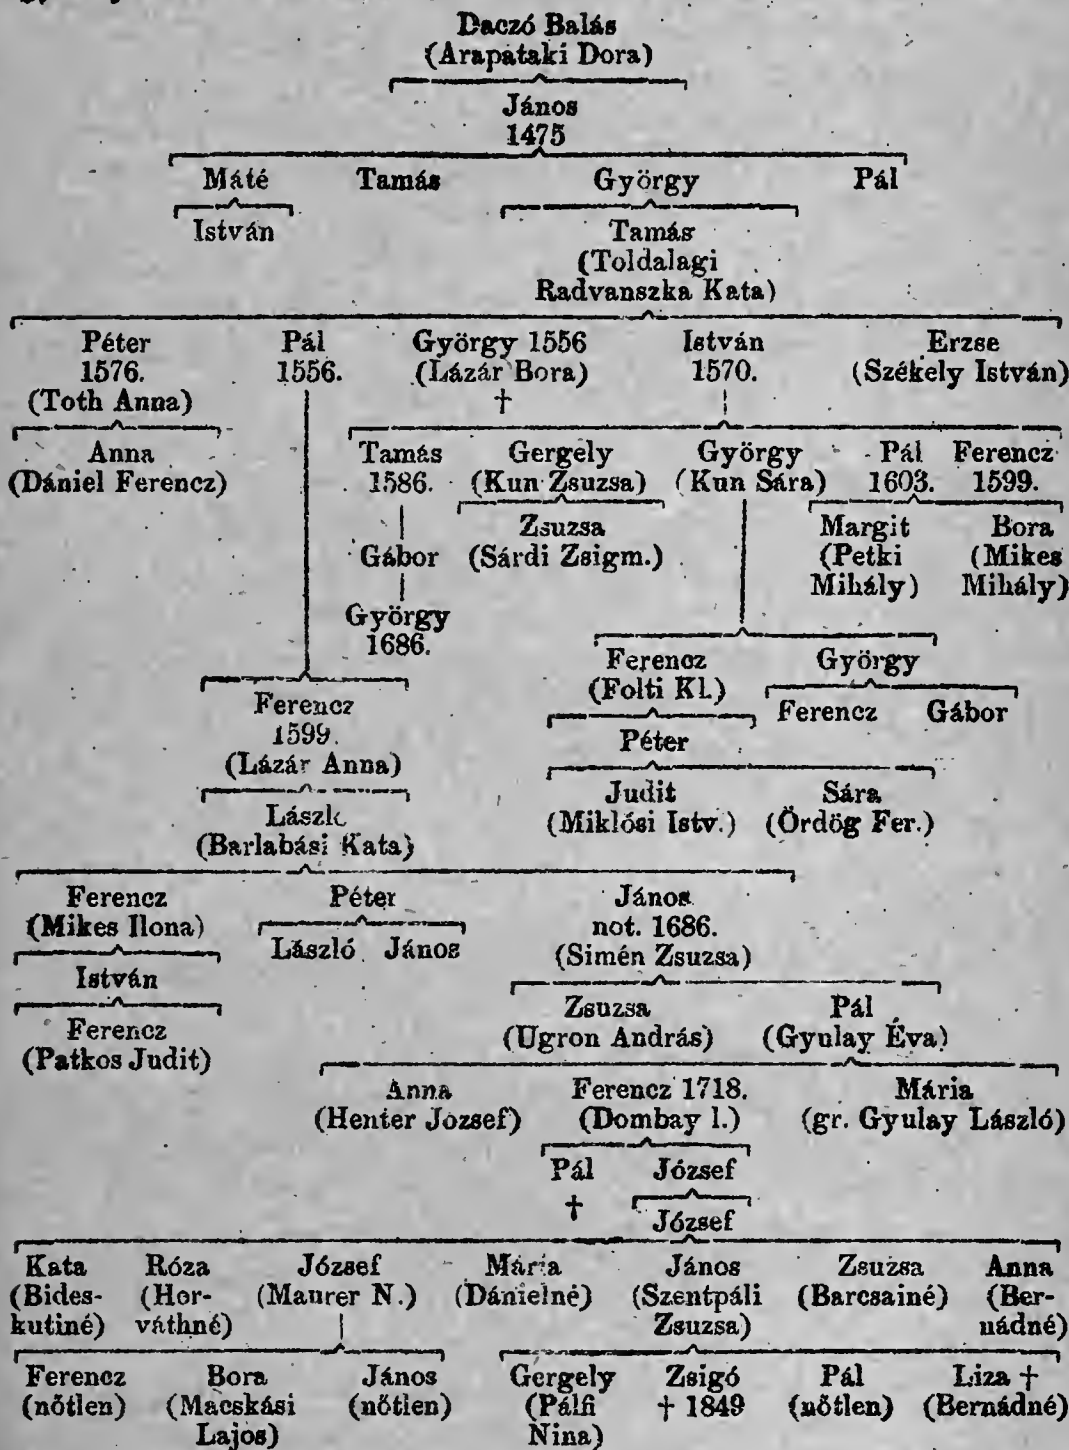 Daczó Balás
(Arapataki Dora)
János
1475
Máté Tamás György Pál
István Tamás
(Toldalagi
Radvanszka Kata)
Péter Pál György 1556 István Erzse
1576. 1556. (Lázár Bora) 1570. (Székely István)
(Toth Anna) †
Anna Tamás Gergely György Pál Ferencz
(Dániel Ferencz) 1586. (Kun Zsuzsa) (Kun Sára) 1603. 1599.
Zsuzsa Margit Bora
Gábor (Sárdi Zsigm.) (Petki (Mikes
Mihály) Mihály)
György
1686.
Ferencz György
(Folti Kl.)
Ferencz Ferencz Gábor
1599. Péter
(Lázár Anna)
Judit Sára
Lászlc (Miklósi Istv.) (Ördög Fer.)
(Barlabási Kata)
Ferencz Péter János
(Mikes Ilona) not. 1686.
László János (Simén Zsuzsa)
István
Zsuzsa Pál
Ferencz (Ugron András) (Gyulay Éva)
(Patkos Judit)
Anna Ferencz 1718. Mária
(Henter József) (Dombay l.) (gr. Gyulay László)
Pál József
† József
Kata Róza József Mária János Zsuzsa Anna
(Bides- (Hor- (Maurer N.) (Dánielné) (Szentpáli (Barcsainé) (Ber-
kutiné) váthné) Zsuzsa) nádné)
Ferencz Bora János Gergely Zsigó Pál Liza †
(nőtlen) (Macskási (nőtlen) (Pálfi † 1849 (nőtlen) (Bernádné)
Lajos) Nina)